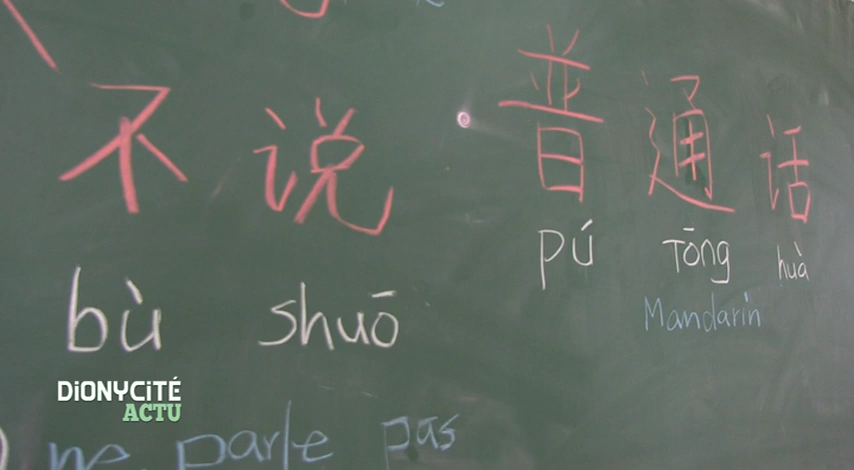 不说 普通话
bù shuō pú Tōng huà
Mandarin
DiONYCiTÉ
ACTU
ne parle pas